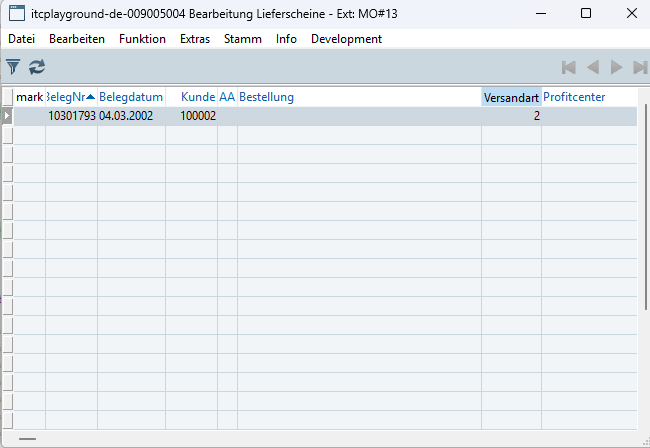 itcplayground-de-009005004 Bearbeitung Lieferscheine - Ext: MO#13
Datei Bearbeiten Funktion Extras Stamm Info Development
mark BelegNr Belegdatum Kunde AA Bestellung Versandart Profitcenter
10301793 04.03.2002 100002 2